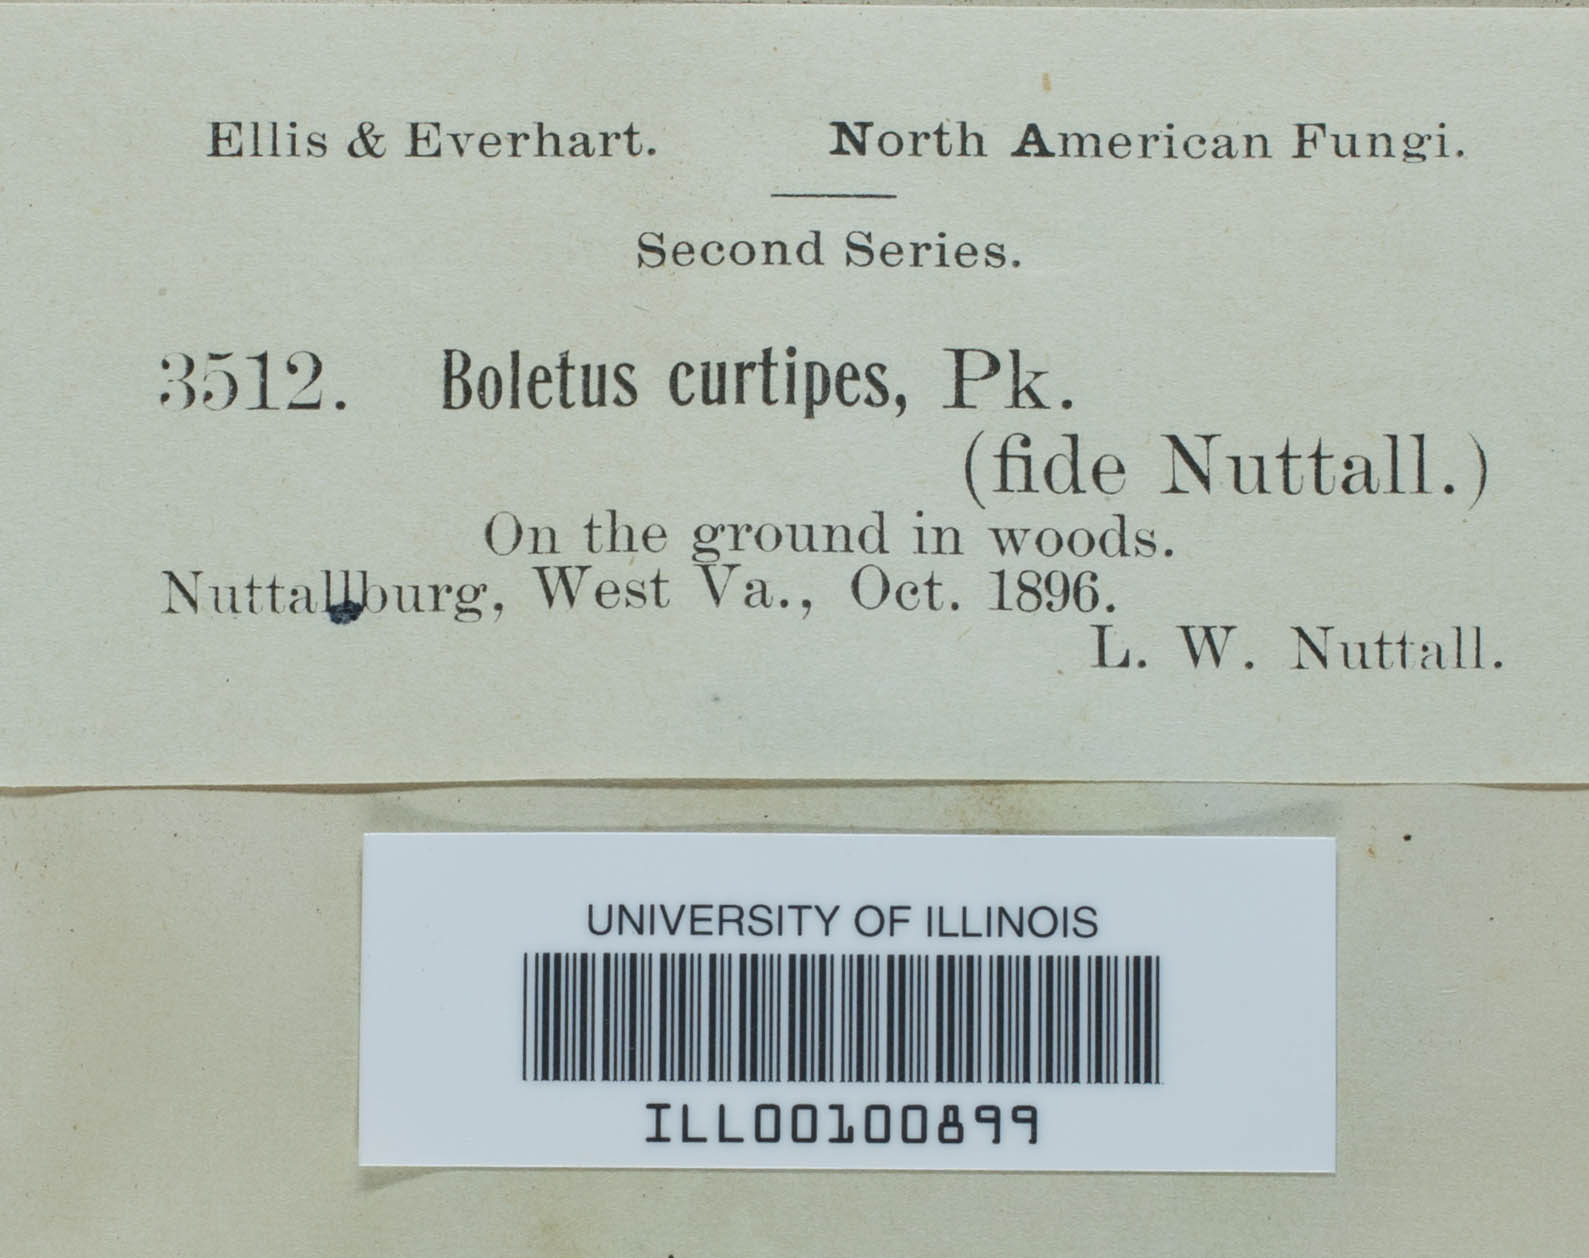 Ellis & Everhart. North American Fungi.
Second Series.
3512. Boletus curtipes, Pk.
(fide Nuttall.)
On the ground in woods.
Nuttallburg, West Va., Oct. 1896.
L. W. Nuttall.
UNIVERSITY OF ILLINOIS
ILL00100899